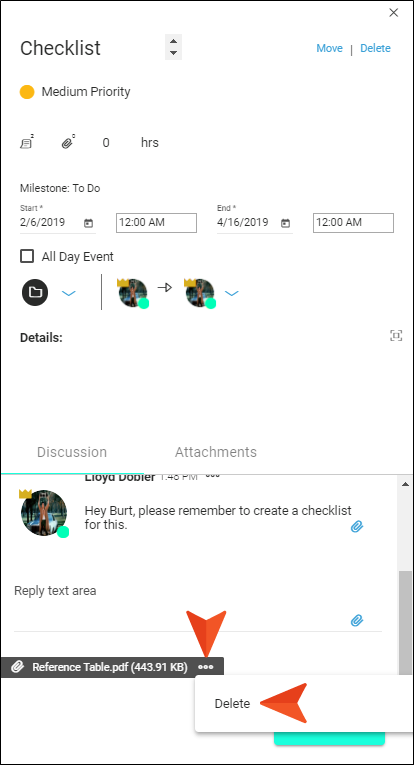 Checklist
Move | Delete
Medium Priority
2 0 0 hrs
Milestone: To Do
Start * End *
2/6/2019 12:00 AM 4/16/2019 12:00 AM
All Day Event
Details:
Discussion Attachments
Lloyd Dobler 1:48 PM
Hey Burt, please remember to create a checklist
for this.
Reply text area
Reference Table.pdf (443.91 KB)
Delete